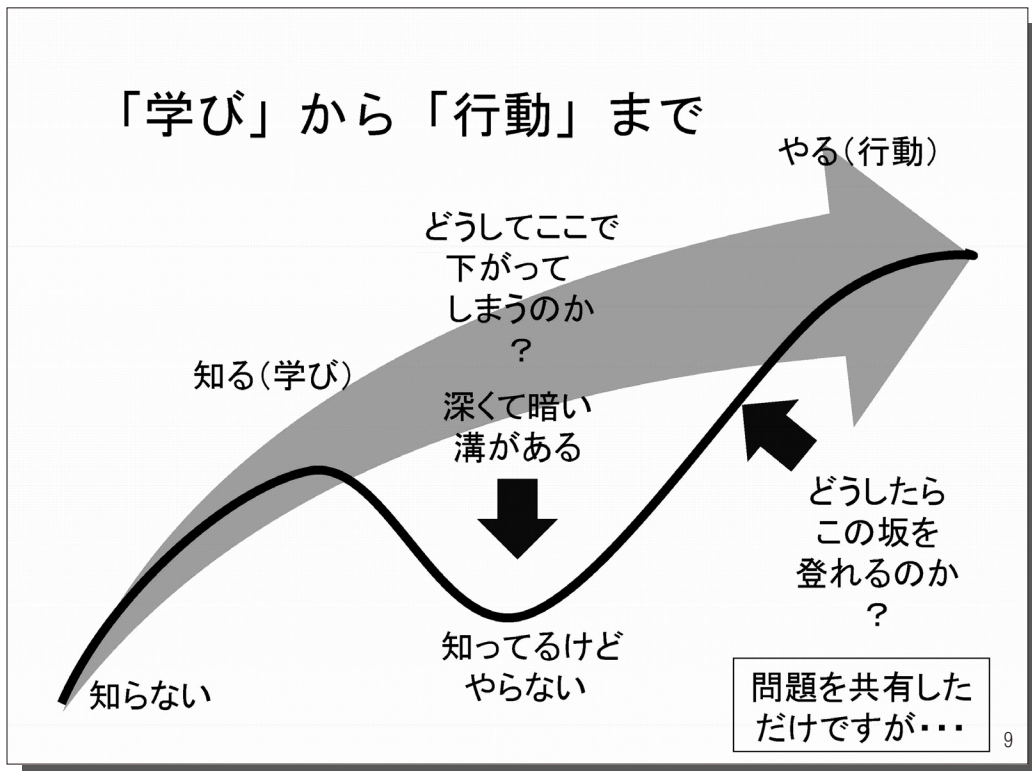 「学び」から「行動」まで
やる(行動)
どうしてここで
下がって
しまうのか
?
知る(学び)
深くて暗い
溝がある
どうしたら
この坂を
登れるのか
?
知ってるけど
やらない
知らない
問題を共有した
だけですが・・・
9